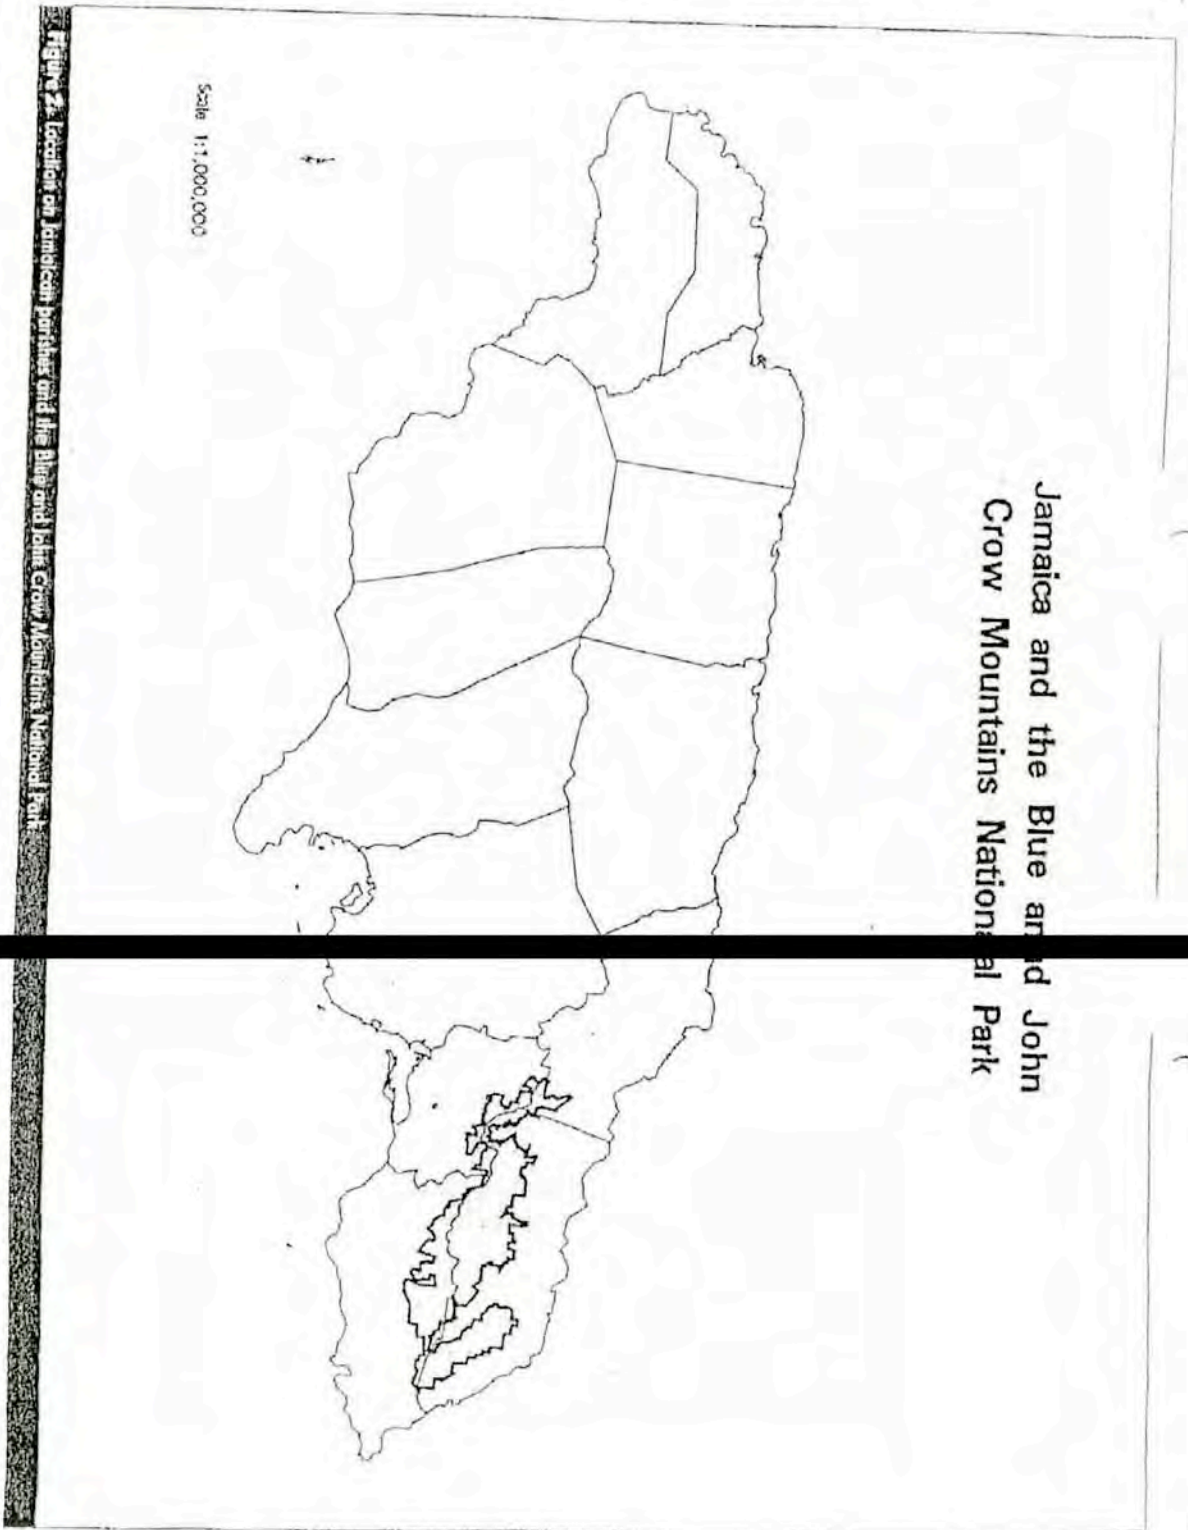 Jamaica and the Blue and John
Crow Mountains National Park
Scale 1:1,000,000
Figure 2: Location on Jamaican parishes and the Blue and John Crow Mountains National Park